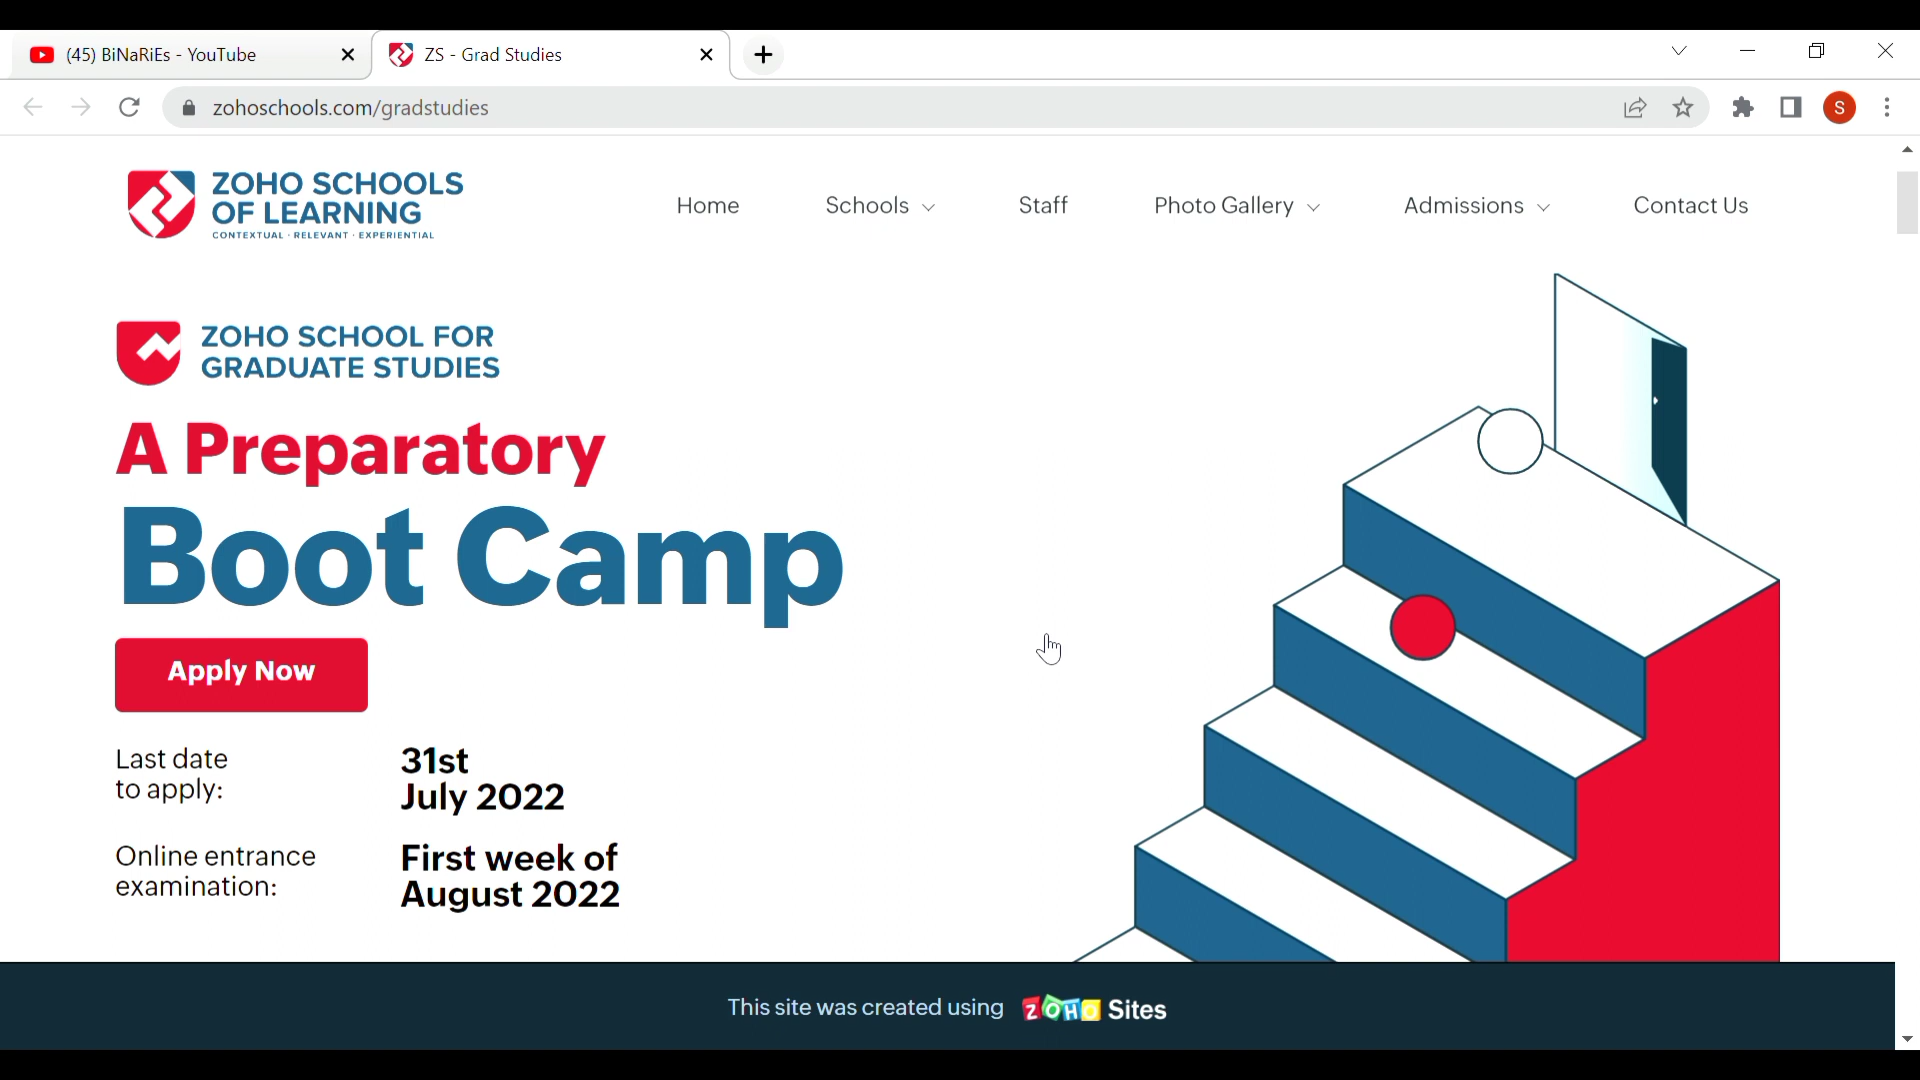 (45) BiNaRiEs - YouTube
ZS - Grad Studies
zohoschools.com/gradstudies
S
ZOHO SCHOOLS
OF LEARNING
CONTEXTUAL · RELEVANT · EXPERIENTIAL
Home
Schools
Staff
Photo Gallery
Admissions
Contact Us
ZOHO SCHOOL FOR
GRADUATE STUDIES
A Preparatory
Boot Camp
Apply Now
Last date
to apply:
31st
July 2022
Online entrance
examination:
First week of
August 2022
This site was created using ZOHO Sites